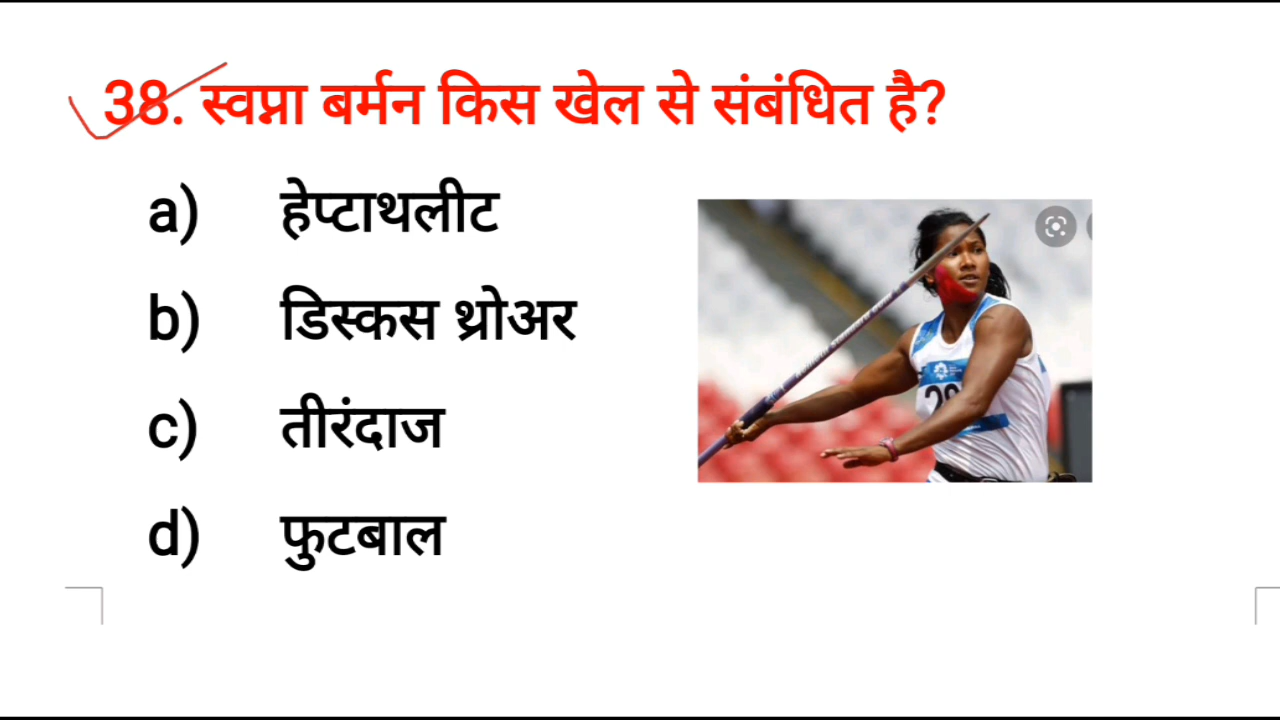 38. स्वप्ना बर्मन किस खेल से संबंधित है?
a) हेप्टाथलीट
b) डिस्कस थ्रोअर
c) तीरंदाज
d) फुटबाल